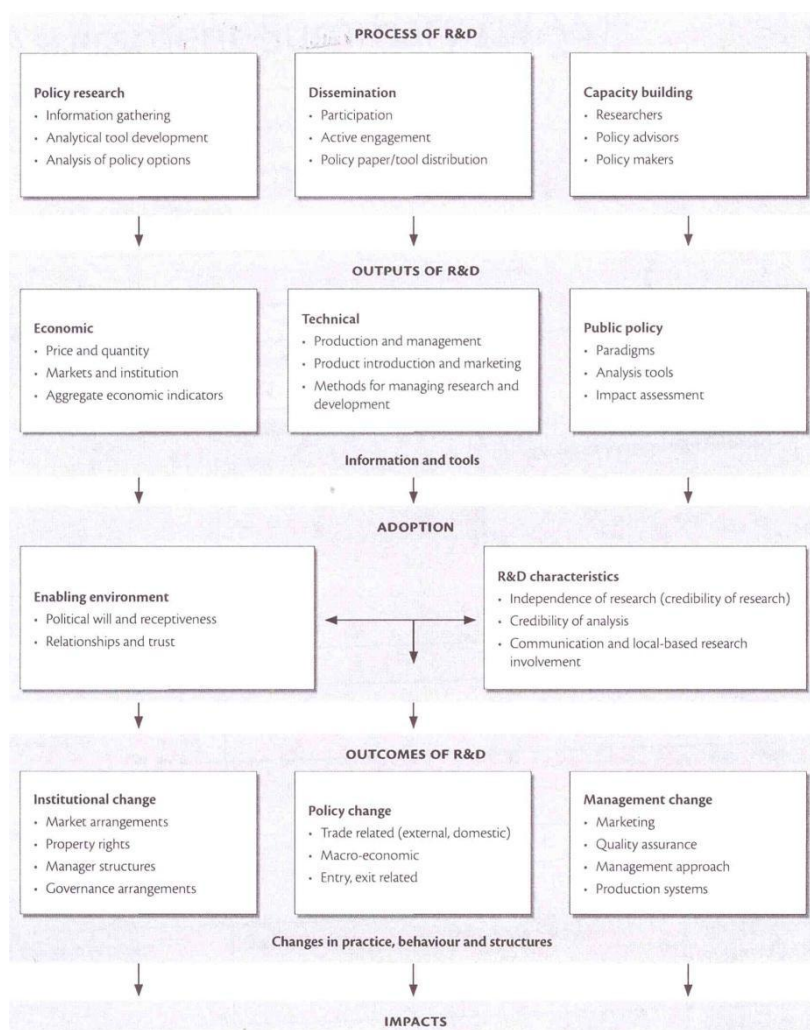 PROCESS OF R&D
Policy research
• Information gathering
• Analytical tool development
• Analysis of policy options
Dissemination
• Participation
• Active engagement
• Policy paper/tool distribution
Capacity building
• Researchers
• Policy advisors
• Policy makers
OUTPUTS OF R&D
Economic
• Price and quantity
• Markets and institution
• Aggregate economic indicators
Technical
• Production and management
• Product introduction and marketing
• Methods for managing research and
development
Public policy
• Paradigms
• Analysis tools
• Impact assessment
Information and tools
ADOPTION
Enabling environment
• Political will and receptiveness
• Relationships and trust
R&D characteristics
• Independence of research (credibility of research)
• Credibility of analysis
• Communication and local-based research
involvement
OUTCOMES OF R&D
Institutional change
• Market arrangements
• Property rights
• Manager structures
• Governance arrangements
Policy change
• Trade related (external, domestic)
• Macro-economic
• Entry, exit related
Management change
• Marketing
• Quality assurance
• Management approach
• Production systems
Changes in practice, behaviour and structures
IMPACTS